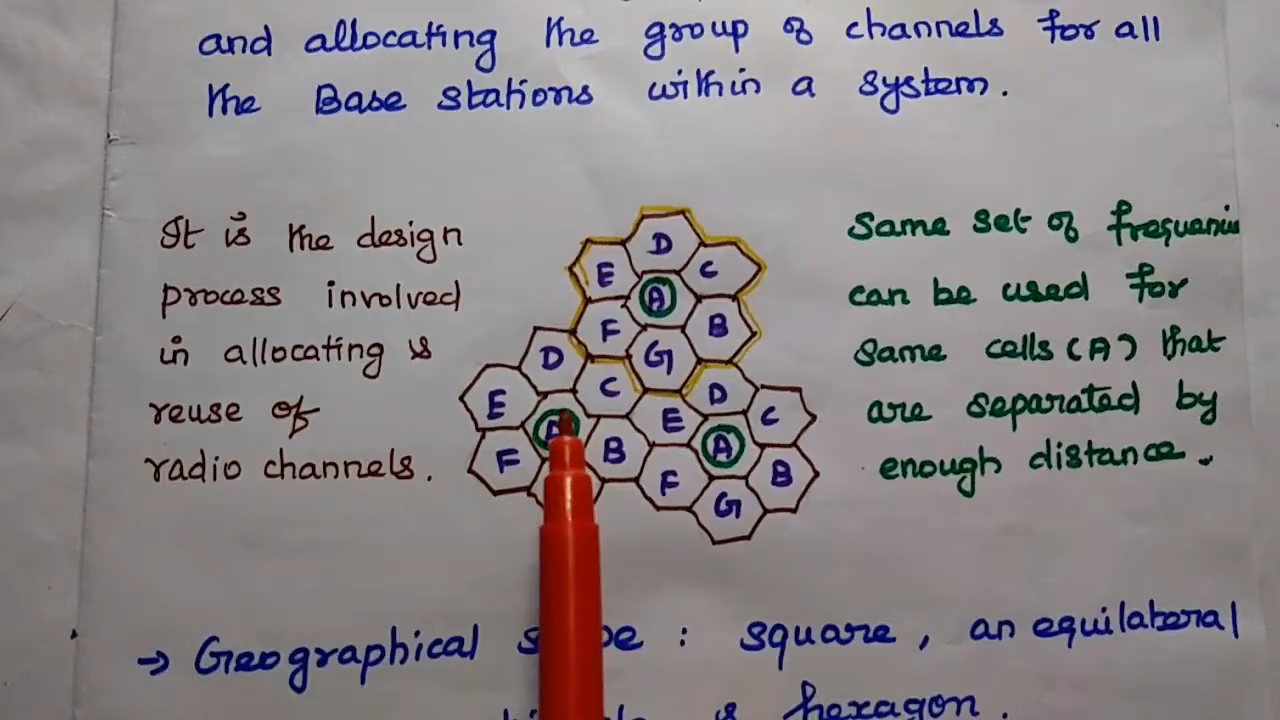 and allocating the group of channels for all
the Base stations within a system.
It is the design
process involved
in allocating is
reuse of
radio channels.
D
E C
A
F B
G
D
C
E
A
B
F
D
E C
A
F B
G
Same set of
can be used for
same cells (A) that
are separated by
enough distance.
→ Geographical : square, an equilateral
is hexagon.